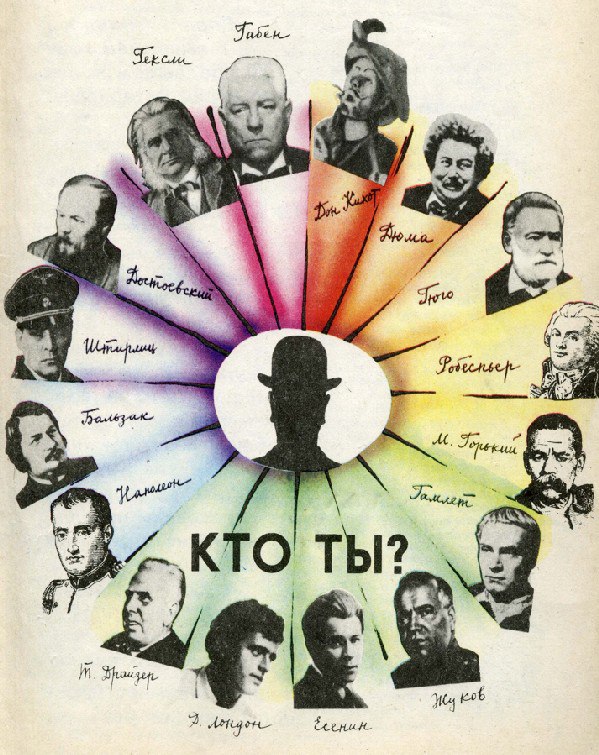 Габен
Гексли
Дон Кихот
Дюма
Достоевский
Гюго
Штирлиц
Робеспьер
Бальзак
М. Горький
Наполеон
Гамлет
КТО ТЫ?
Т. Драйзер
Д. Лондон
Есенин
Жуков